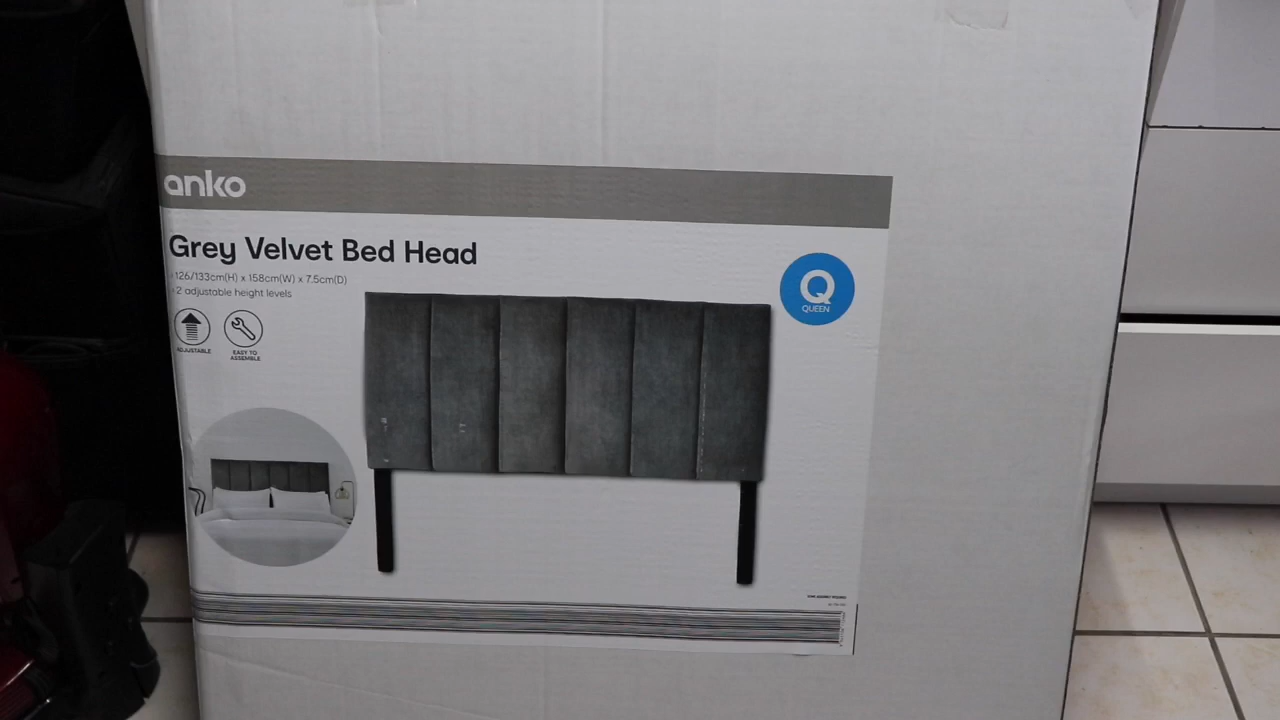 anko
Grey Velvet Bed Head
126/133cm(H) x 158cm(W) x 7.5cm(D)
2 adjustable height levels
ADJUSTABLE
EASY TO
ASSEMBLE
Q
QUEEN